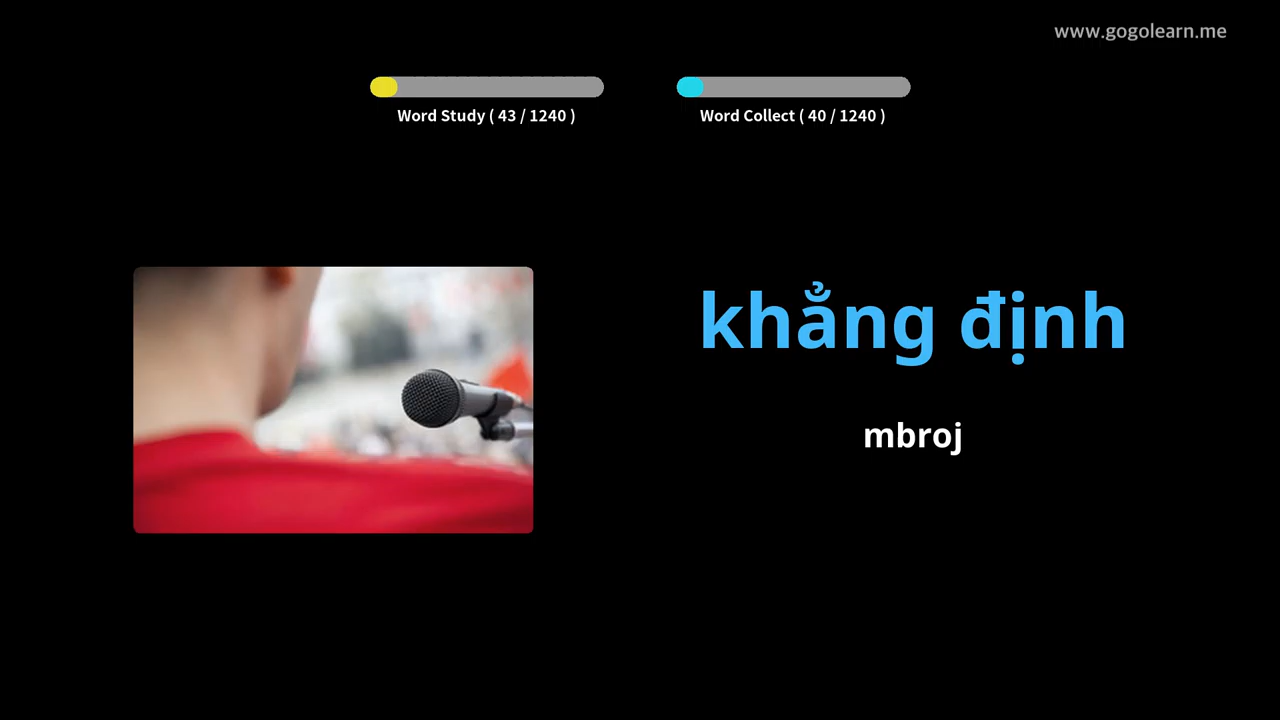 www.gogolearn.me
Word Study ( 43 / 1240 )
Word Collect ( 40 / 1240 )
khẳng định
mbroj